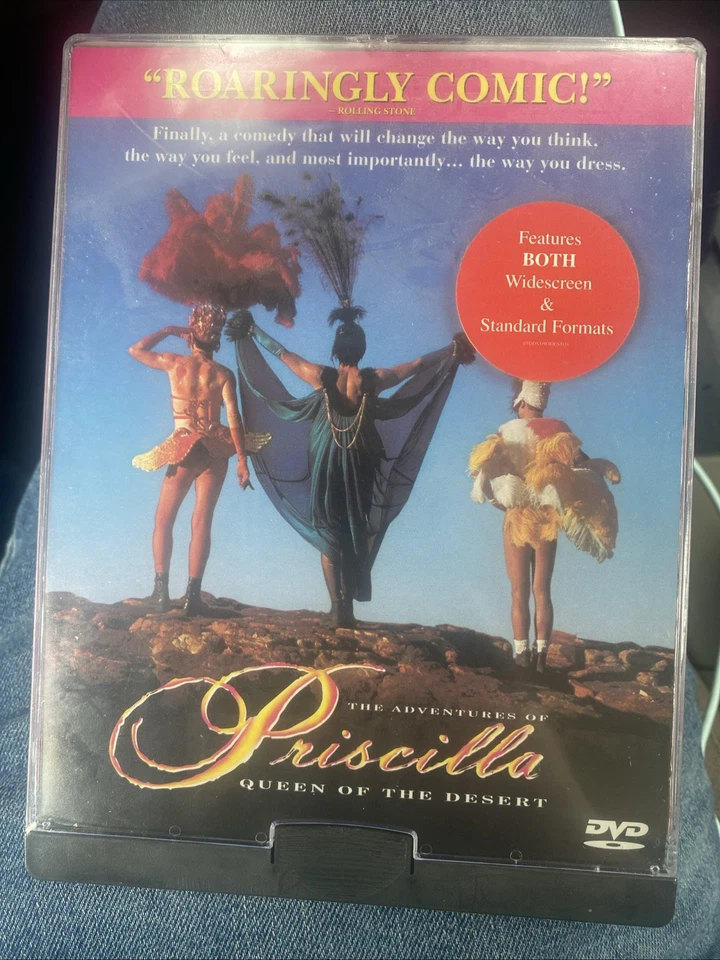 “ROARINGLY COMIC!”
– ROLLING STONE
Finally, a comedy that will change the way you think,
the way you feel, and most importantly... the way you dress.
Features
BOTH
Widescreen
&
Standard Formats
THE ADVENTURES OF
Priscilla
QUEEN OF THE DESERT
DVD